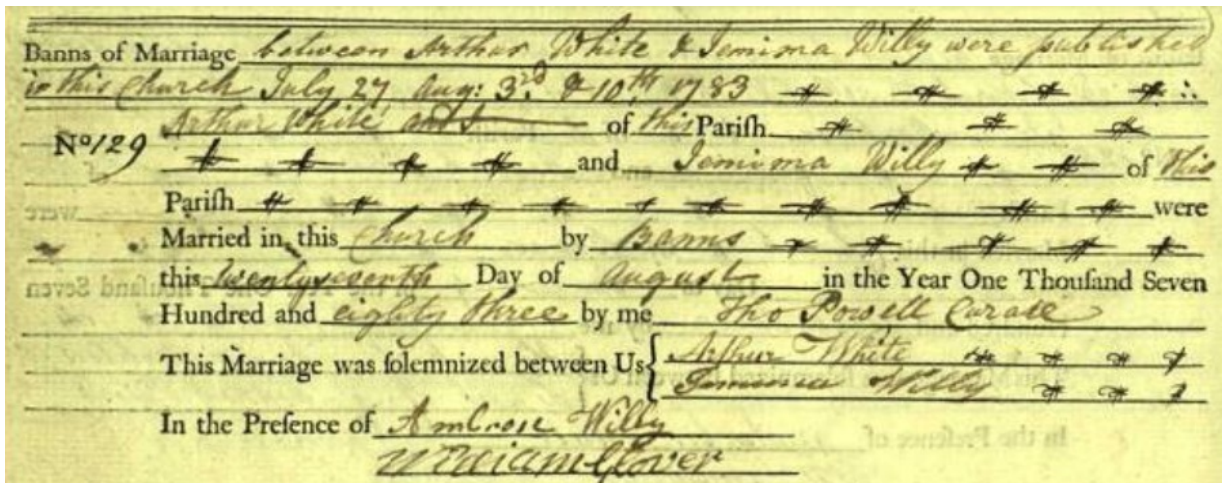 Banns of Marriage between Arthur White & Jemima Willy were published
in this Church July 27 Aug: 3rd & 10th 1783
Arthur White and of this Pariſh
No 129
and Jemima Willy of this
Pariſh were
Married in this Church by Banns
this twentyseventh Day of August in the Year One Thouſand Seven
Hundred and eighty three by me Tho Powell Curate
This Marriage was ſolemnized between Us { Arthur White
Jemima Willy
In the Preſence of Ambrose Willy
William Glover